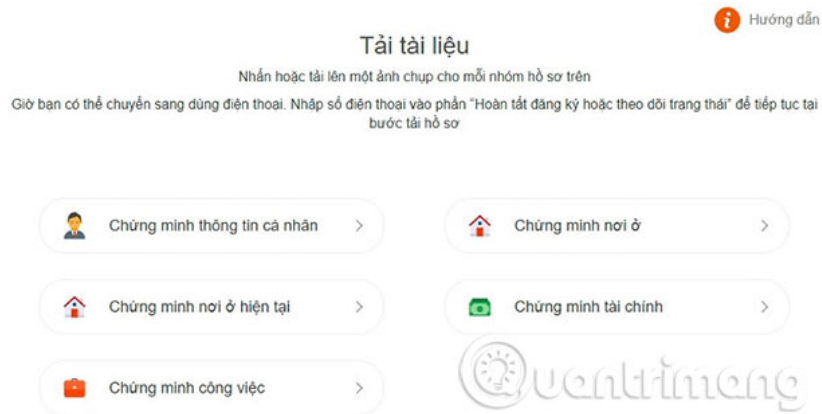 Hướng dẫn
Tải tài liệu
Nhấn hoặc tải lên một ảnh chụp cho mỗi nhóm hồ sơ trên
Giờ bạn có thể chuyển sang dùng điện thoại. Nhập số điện thoại vào phần "Hoàn tất đăng ký hoặc theo dõi trạng thái" để tiếp tục tại
bước tải hồ sơ
Chứng minh thông tin cá nhân
Chứng minh nơi ở
Chứng minh nơi ở hiện tại
Chứng minh tài chính
Chứng minh công việc
Quantrimang